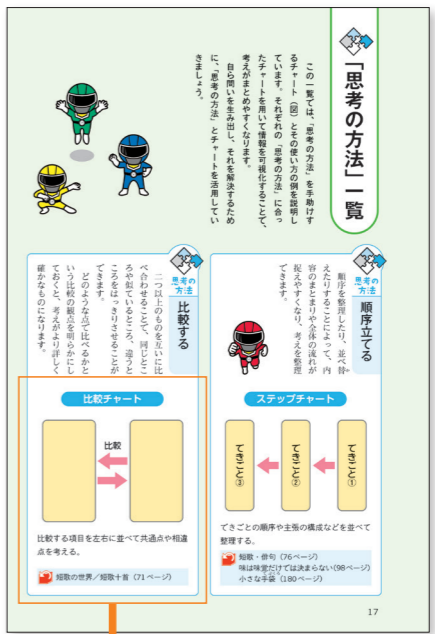 「思考の方法」一覧
この一覧では、「思考の方法」を手助けす
るチャート（図）とその使い方の例を説明し
ています。それぞれの「思考の方法」に合っ
たチャートを用いて情報を可視化することで、
考えがまとめやすくなります。
自ら問いを生み出し、それを解決するため
に、「思考の方法」とチャートを活用してい
きましょう。
思考の
方法
順序立てる
順序を整理したり、並べ替
えたりすることによって、内
容のまとまりや全体の流れが
捉えやすくなり、考えを整理
できます。
ステップチャート
できごと①
できごと②
できごと③
できごとの順序や主張の構成などを並べて
整理する。
短歌・俳句（76ページ）
味は味覚だけでは決まらない（98ページ）
小さな手袋（180ページ）
思考の
方法
比較する
二つ以上のものを互いに比
べ合わせることで、同じとこ
ろや似ているところ、違うと
ころをはっきりさせることが
できます。
どのような点で比べるかと
いう比較の観点を明らかにし
ておくと、考えがより詳しく
確かなものになります。
比較チャート
比較
比較する項目を左右に並べて共通点や相違
点を考える。
短歌の世界／短歌十首（71ページ）
17